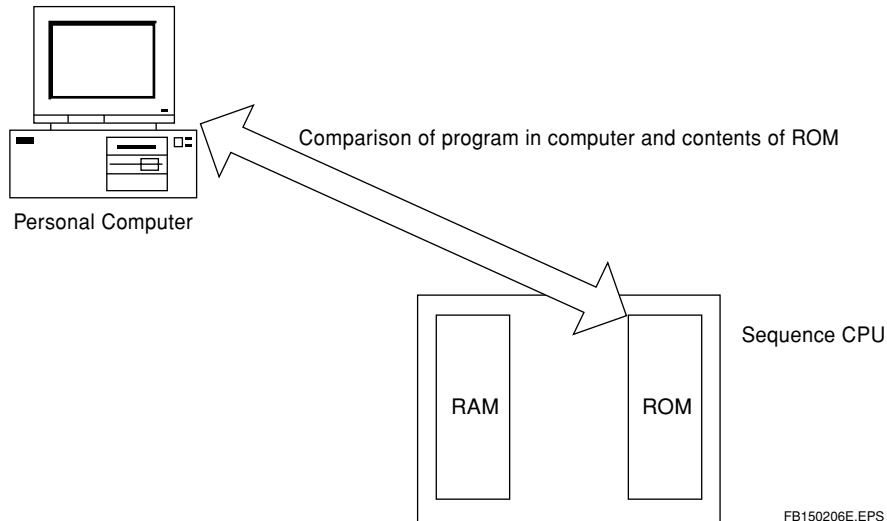 Comparison of program in computer and contents of ROM
Personal Computer
Sequence CPU
RAM
ROM
FB150206E.EPS